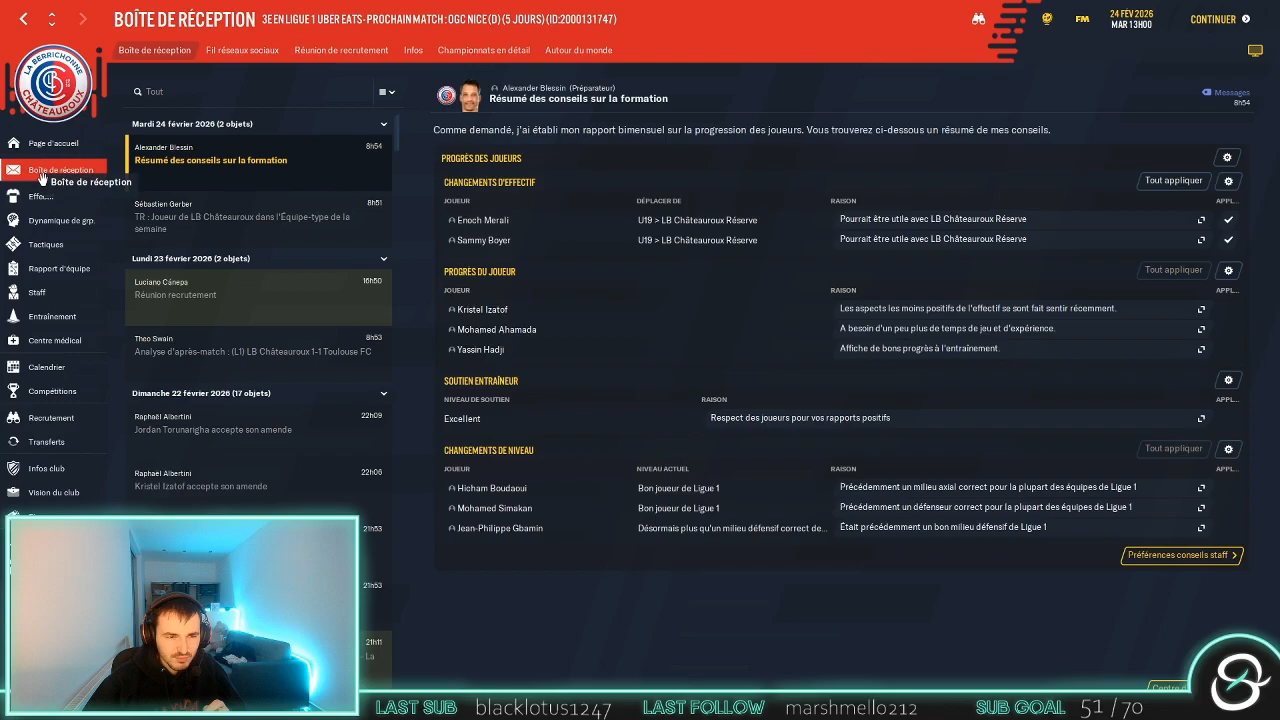 BOÎTE DE RÉCEPTION 3E EN LIGUE 1 UBER EATS - PROCHAIN MATCH : OGC NICE (D) (5 JOURS) (ID:2000131747)
FM
24 FÉV 2026
MAR 13H00
CONTINUER
Boîte de réception Fil réseaux sociaux Réunion de recrutement Infos Championnats en détail Autour du monde
LA BERRICHONNE
CHÂTEAUROUX
Page d'accueil
Boîte de réception
Boîte de réception
Dynamique de grp.
Tactiques
Rapport d'équipe
Staff
Entraînement
Centre médical
Calendrier
Compétitions
Recrutement
Transferts
Infos club
Vision du club
Tout
Mardi 24 février 2026 (2 objets)
Alexander Blessin 8h54
Résumé des conseils sur la formation
Sébastien Gerber 8h51
TR : Joueur de LB Châteauroux dans l'Équipe-type de la
semaine
Lundi 23 février 2026 (2 objets)
Luciano Cánepa 16h50
Réunion recrutement
Theo Swain 8h53
Analyse d'après-match : (L1) LB Châteauroux 1-1 Toulouse FC
Dimanche 22 février 2026 (17 objets)
Raphaël Albertini 22h09
Jordan Torunarigha accepte son amende
Raphaël Albertini 22h06
Kristel Izatof accepte son amende
21h53
21h53
21h11
La
Alexander Blessin (Préparateur)
Résumé des conseils sur la formation
Messages
8h54
Comme demandé, j'ai établi mon rapport bimensuel sur la progression des joueurs. Vous trouverez ci-dessous un résumé de mes conseils.
PROGRÈS DES JOUEURS
CHANGEMENTS D'EFFECTIF Tout appliquer
JOUEUR DÉPLACER DE RAISON APPL...
Enoch Merali U19 > LB Châteauroux Réserve Pourrait être utile avec LB Châteauroux Réserve
Sammy Boyer U19 > LB Châteauroux Réserve Pourrait être utile avec LB Châteauroux Réserve
PROGRÈS DU JOUEUR Tout appliquer
JOUEUR RAISON APPL...
Kristel Izatof Les aspects les moins positifs de l'effectif se sont fait sentir récemment.
Mohamed Ahamada A besoin d'un peu plus de temps de jeu et d'expérience.
Yassin Hadji Affiche de bons progrès à l'entraînement.
SOUTIEN ENTRAÎNEUR
NIVEAU DE SOUTIEN RAISON APPL...
Excellent Respect des joueurs pour vos rapports positifs
CHANGEMENTS DE NIVEAU Tout appliquer
JOUEUR NIVEAU ACTUEL RAISON APPL...
Hicham Boudaoui Bon joueur de Ligue 1 Précédemment un milieu axial correct pour la plupart des équipes de Ligue 1
Mohamed Simakan Bon joueur de Ligue 1 Précédemment un défenseur correct pour la plupart des équipes de Ligue 1
Jean-Philippe Gbamin Désormais plus qu'un milieu défensif correct de... Était précédemment un bon milieu défensif de Ligue 1
Préférences conseils staff
LAST SUB blacklotus1247 LAST FOLLOW marshmello212 SUB GOAL 51 / 70